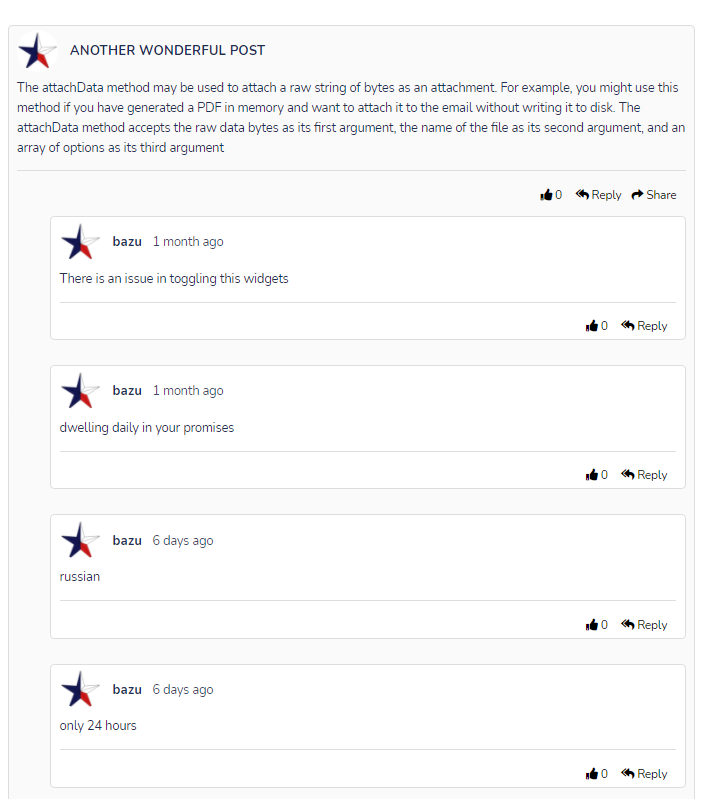 ANOTHER WONDERFUL POST
The attachData method may be used to attach a raw string of bytes as an attachment. For example, you might use this
method if you have generated a PDF in memory and want to attach it to the email without writing it to disk. The
attachData method accepts the raw data bytes as its first argument, the name of the file as its second argument, and an
array of options as its third argument
0 Reply Share
bazu 1 month ago
There is an issue in toggling this widgets
0 Reply
bazu 1 month ago
dwelling daily in your promises
0 Reply
bazu 6 days ago
russian
0 Reply
bazu 6 days ago
only 24 hours
0 Reply